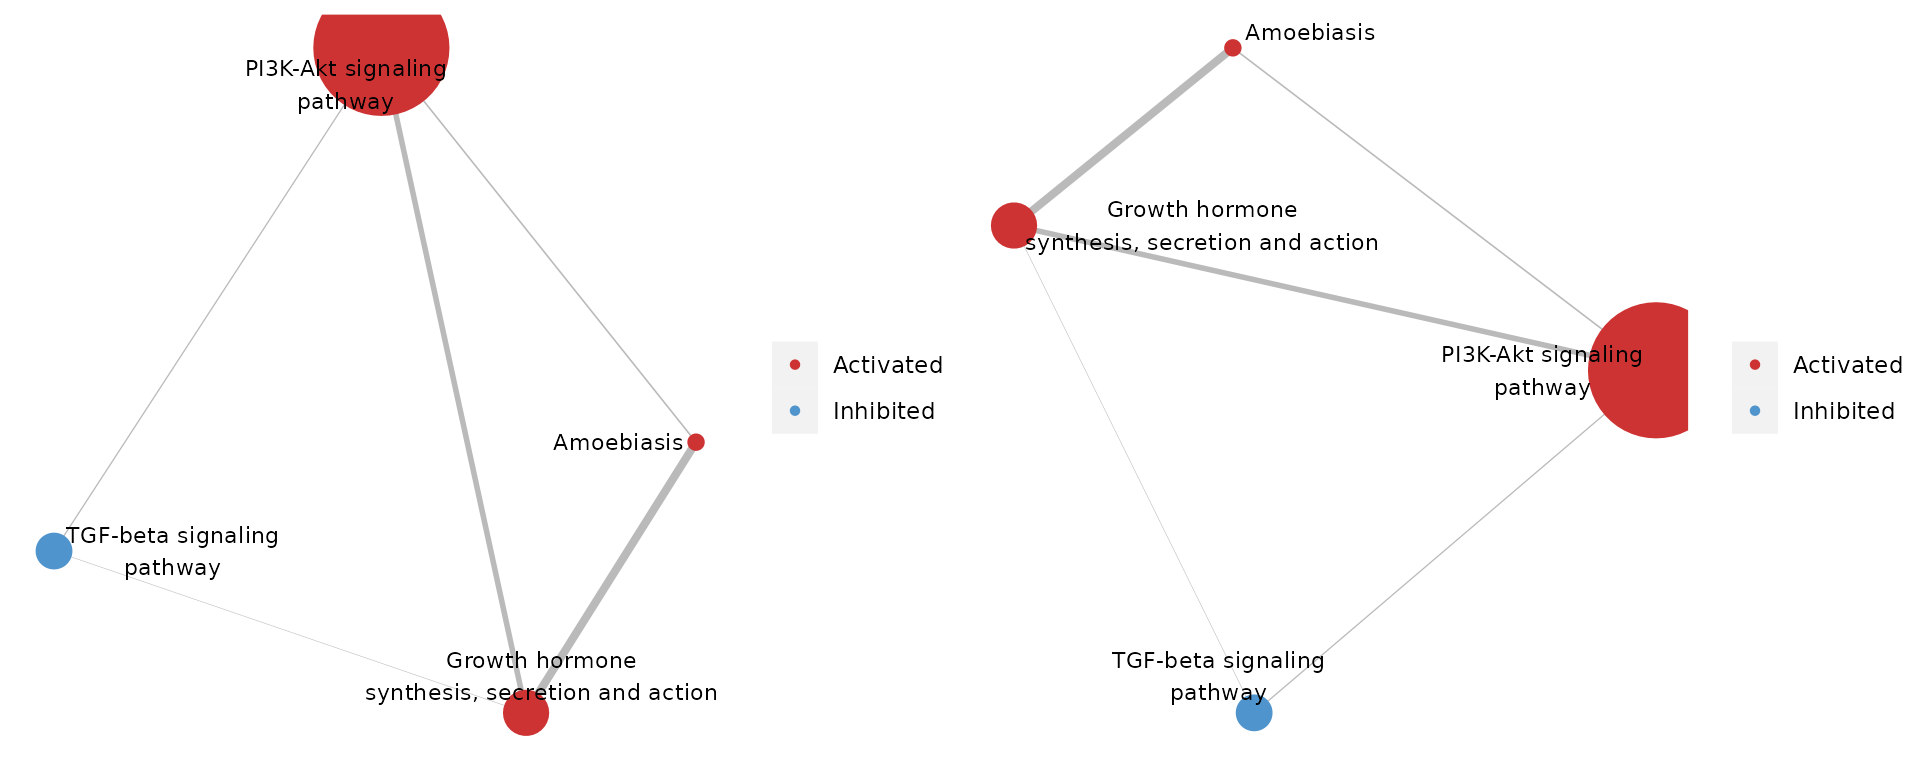 PI3K-Akt signaling
pathway
Amoebiasis
TGF-beta signaling
pathway
Growth hormone
synthesis, secretion and action
Activated
Inhibited
Amoebiasis
Growth hormone
synthesis, secretion and action
PI3K-Akt signaling
pathway
TGF-beta signaling
pathway
Activated
Inhibited